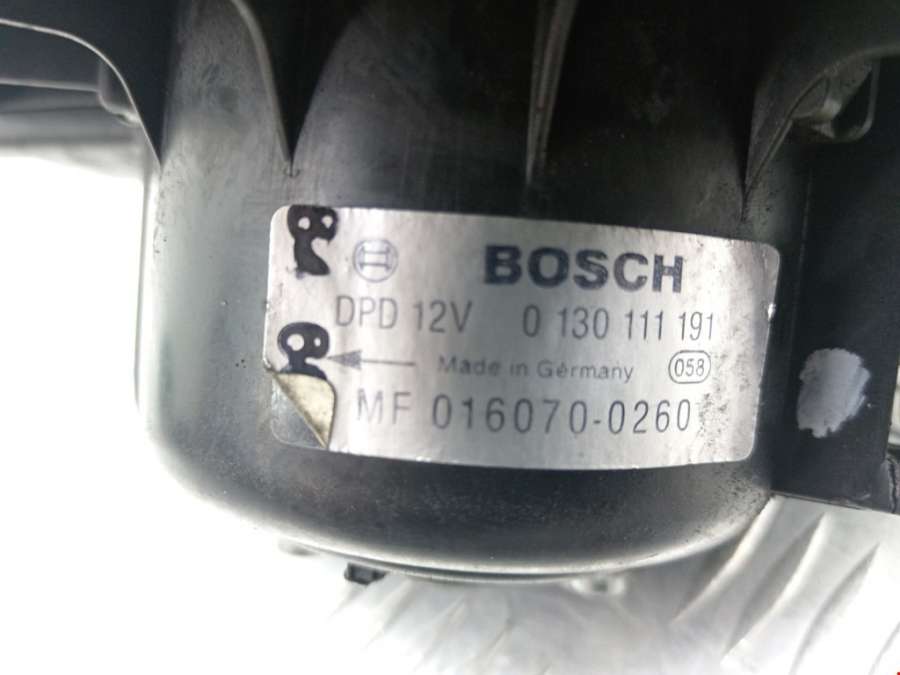 BOSCH
DPD 12V 0 130 111 191
Made in Germany 058
MF 016070-0260